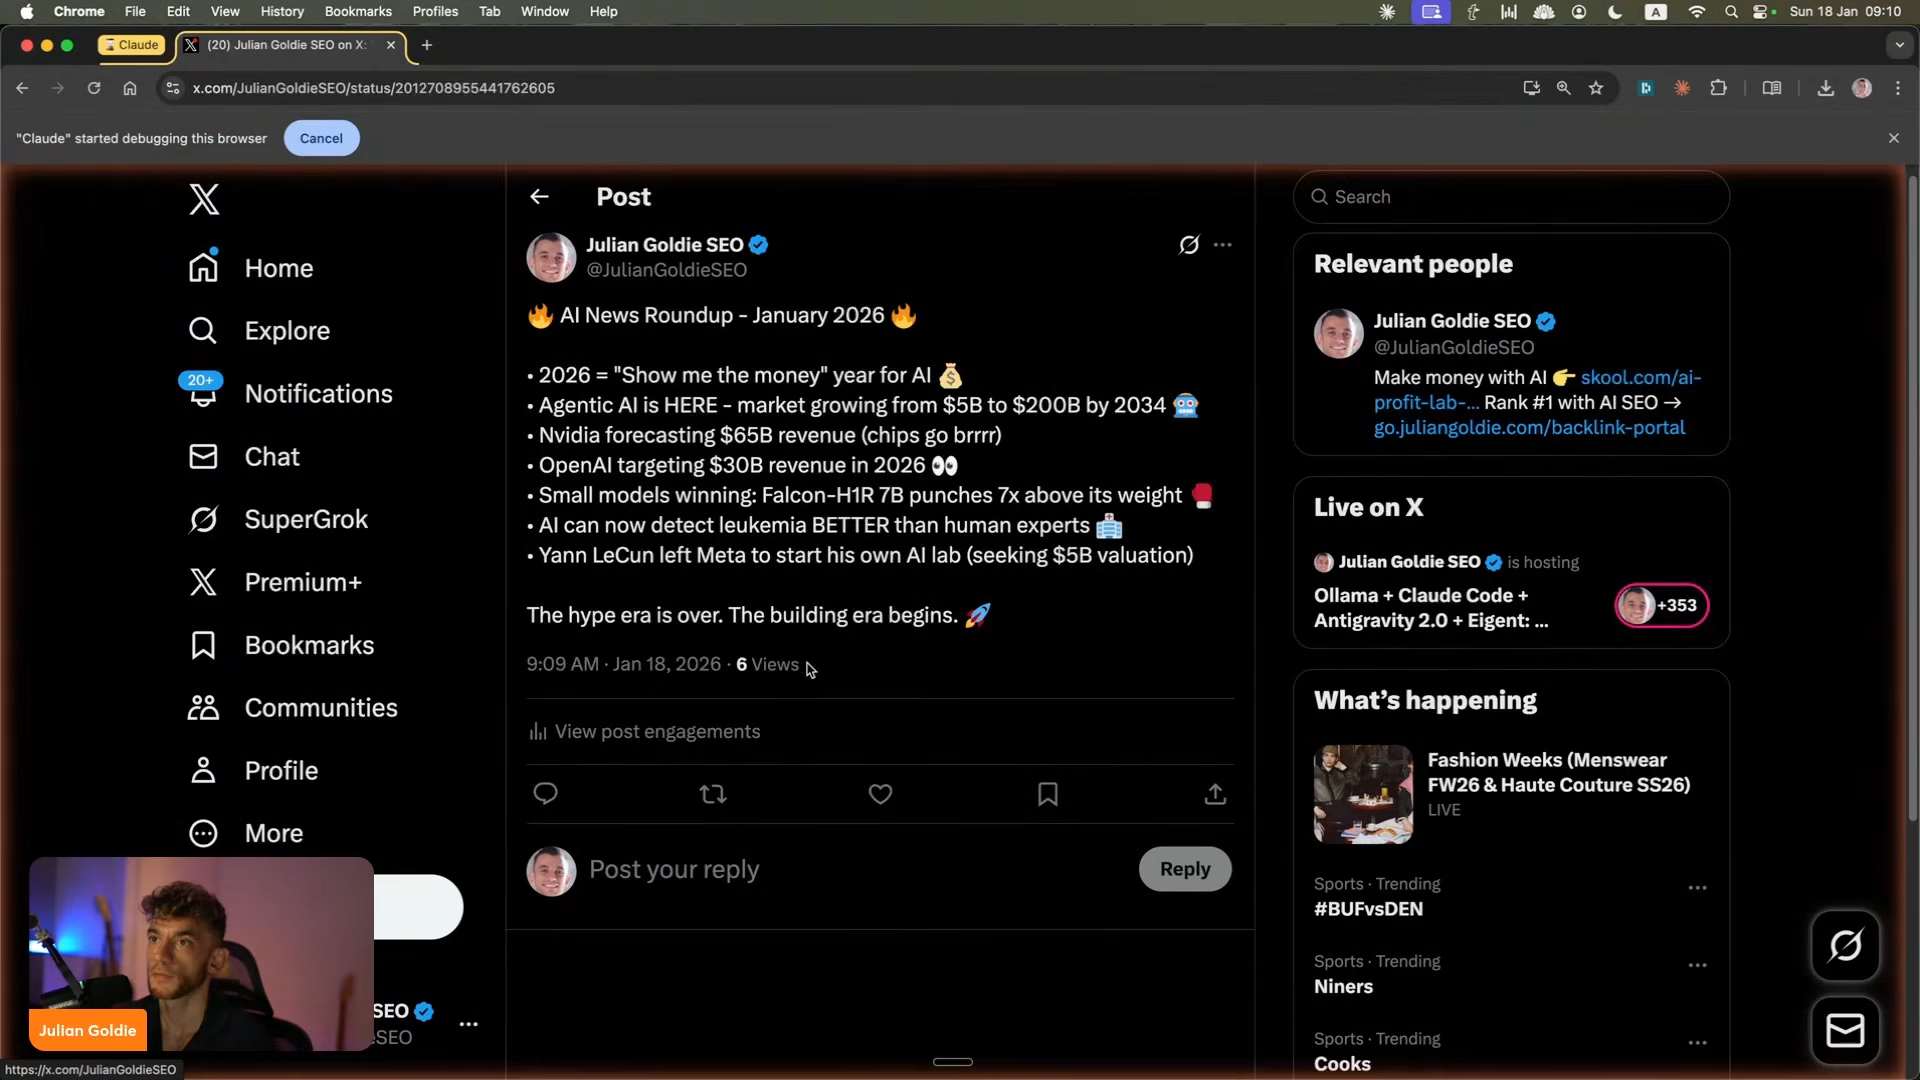 Chrome File Edit View History Bookmarks Profiles Tab Window Help
A
Sun 18 Jan 09:10
Claude
(20) Julian Goldie SEO on X:
x.com/JulianGoldieSEO/status/2012708955441762605
"Claude" started debugging this browser
Cancel
Home
Explore
20+
Notifications
Chat
SuperGrok
Premium+
Bookmarks
Communities
Profile
More
SEO
eSEO
Julian Goldie
https://x.com/JulianGoldieSEO
Post
Julian Goldie SEO
@JulianGoldieSEO
🔥 AI News Roundup - January 2026 🔥
• 2026 = "Show me the money" year for AI 💰
• Agentic AI is HERE - market growing from $5B to $200B by 2034 🤖
• Nvidia forecasting $65B revenue (chips go brrrr)
• OpenAI targeting $30B revenue in 2026 👀
• Small models winning: Falcon-H1R 7B punches 7x above its weight 🥊
• AI can now detect leukemia BETTER than human experts 🏥
• Yann LeCun left Meta to start his own AI lab (seeking $5B valuation)
The hype era is over. The building era begins. 🚀
9:09 AM · Jan 18, 2026 · 6 Views
View post engagements
Post your reply
Reply
Search
Relevant people
Julian Goldie SEO
@JulianGoldieSEO
Make money with AI 👉 skool.com/ai-
profit-lab-... Rank #1 with AI SEO →
go.juliangoldie.com/backlink-portal
Live on X
Julian Goldie SEO is hosting
Ollama + Claude Code +
Antigravity 2.0 + Eigent: ...
+353
What's happening
Fashion Weeks (Menswear
FW26 & Haute Couture SS26)
LIVE
Sports · Trending
#BUFvsDEN
Sports · Trending
Niners
Sports · Trending
Cooks